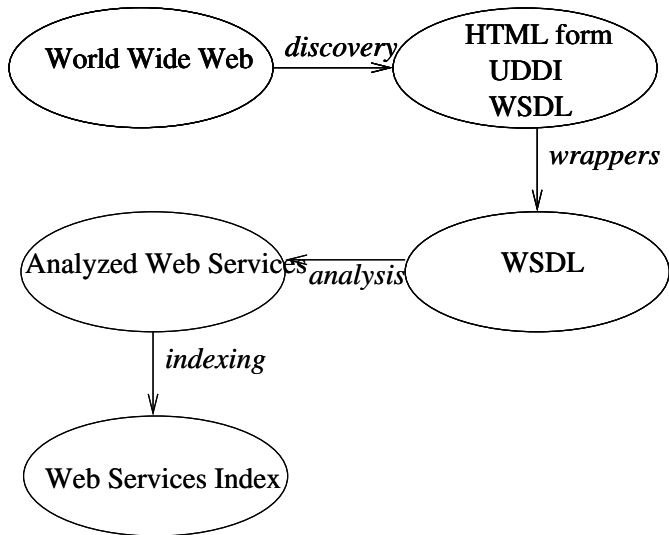 World Wide Web
discovery
HTML form
UDDI
WSDL
wrappers
WSDL
analysis
Analyzed Web Services
indexing
Web Services Index